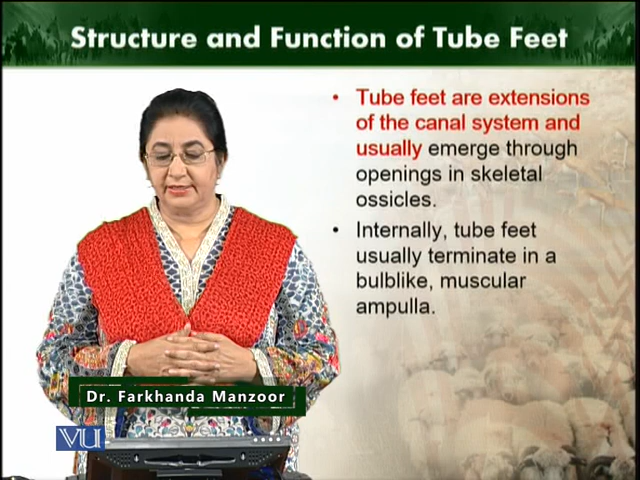 Structure and Function of Tube Feet
• Tube feet are extensions
of the canal system and
usually emerge through
openings in skeletal
ossicles.
• Internally, tube feet
usually terminate in a
bulblike, muscular
ampulla.
Dr. Farkhanda Manzoor
VU